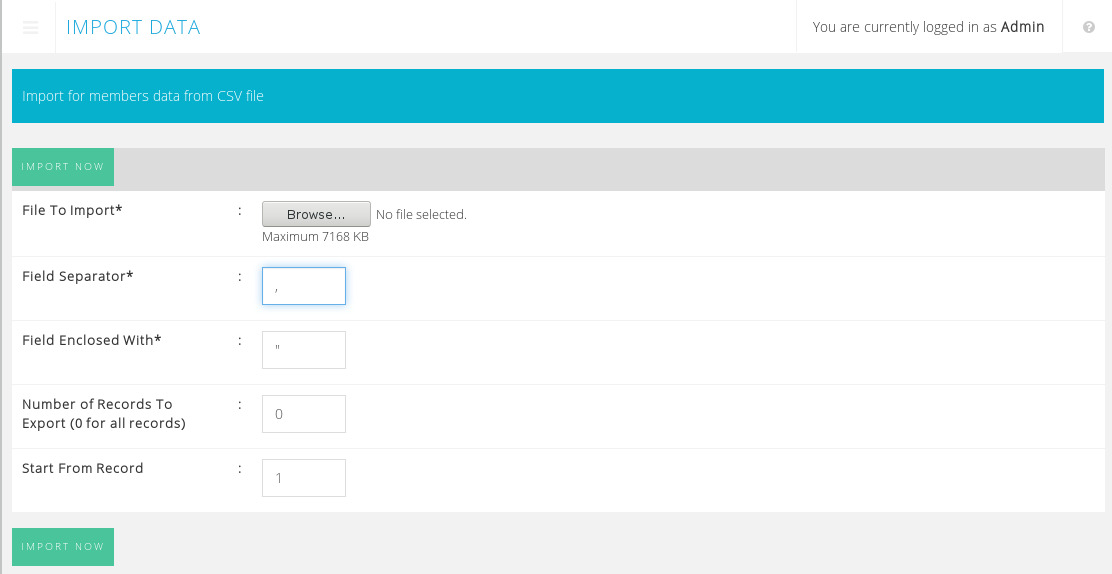 IMPORT DATA
You are currently logged in as Admin
Import for members data from CSV file
IMPORT NOW
File To Import* : Browse... No file selected.
Maximum 7168 KB
Field Separator* : ,
Field Enclosed With* : "
Number of Records To : 0
Export (0 for all records)
Start From Record : 1
IMPORT NOW